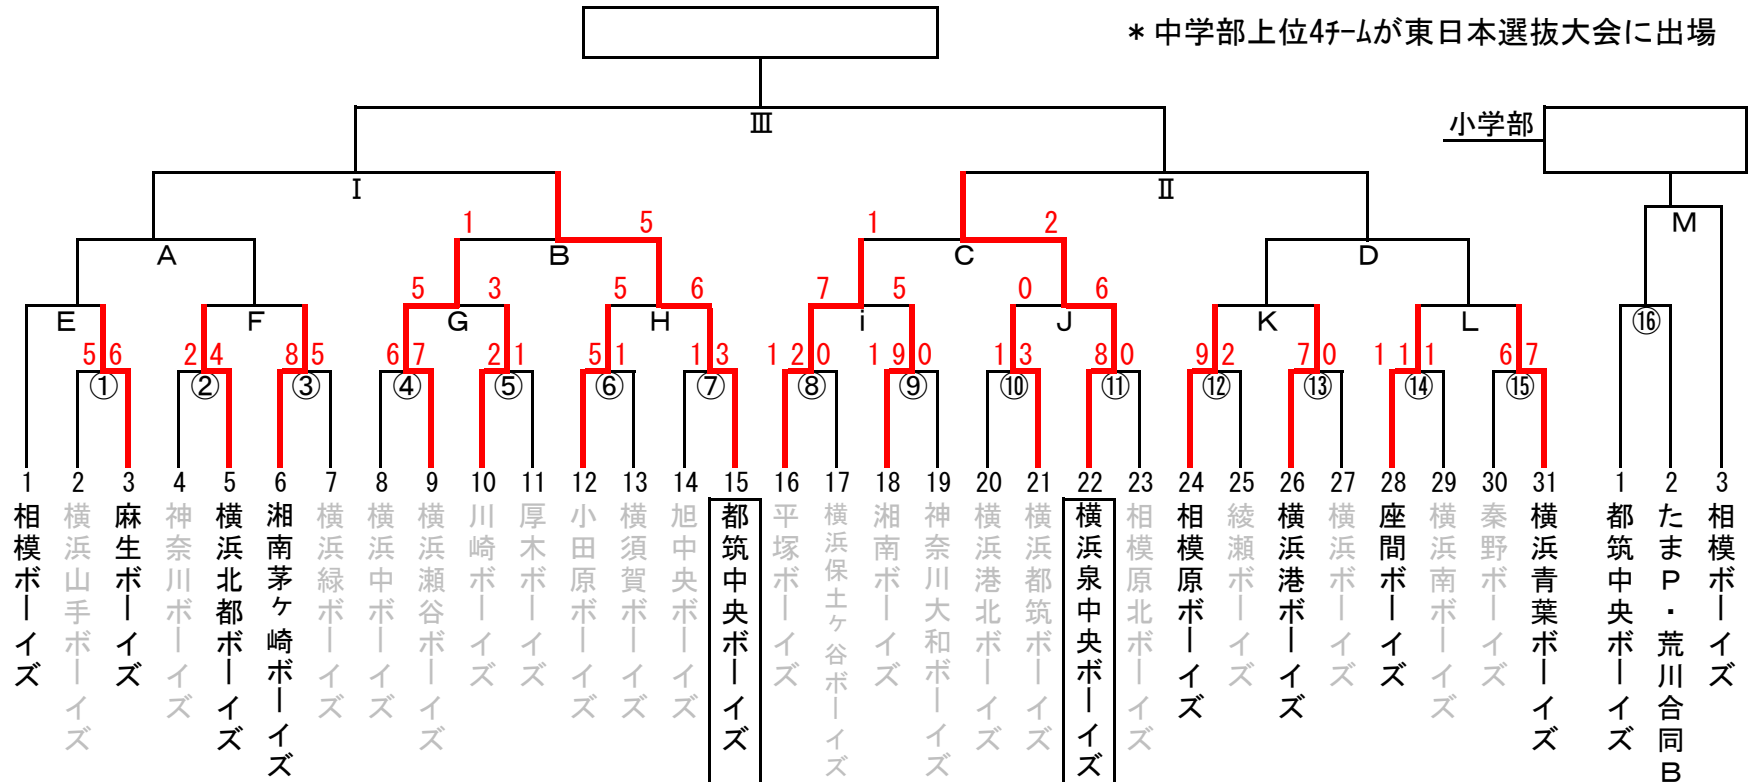 ＊中学部上位4ﾁｰﾑが東日本選抜大会に出場
Ⅲ
小学部
Ⅰ
Ⅱ
1 5
1 2
M
A
B
C
D
5 3 5 6 7 5 0 6
E
F
G
H
i
J
K
L
⑯
5 6 2 4 8 5 6 7 2 1 5 1 1 3 1 2 0 1 9 0 1 3 8 0 9 2 7 0 1 1 1 6 7
① ② ③ ④ ⑤ ⑥ ⑦ ⑧ ⑨ ⑩ ⑪ ⑫ ⑬ ⑭ ⑮
1 相模ボーイズ
2 横浜山手ボーイズ
3 麻生ボーイズ
4 神奈川ボーイズ
5 横浜北都ボーイズ
6 湘南茅ヶ崎ボーイズ
7 横浜緑ボーイズ
8 横浜中ボーイズ
9 横浜瀬谷ボーイズ
10 川崎ボーイズ
11 厚木ボーイズ
12 小田原ボーイズ
13 横須賀ボーイズ
14 旭中央ボーイズ
15 都筑中央ボーイズ
16 平塚ボーイズ
17 横浜保土ヶ谷ボーイズ
18 湘南ボーイズ
19 神奈川大和ボーイズ
20 横浜港北ボーイズ
21 横浜都筑ボーイズ
22 横浜泉中央ボーイズ
23 相模原北ボーイズ
24 相模原ボーイズ
25 綾瀬ボーイズ
26 横浜港ボーイズ
27 横浜ボーイズ
28 座間ボーイズ
29 横浜南ボーイズ
30 秦野ボーイズ
31 横浜青葉ボーイズ
1 都筑中央ボーイズ
2 たまP・荒川合同B
3 相模ボーイズ